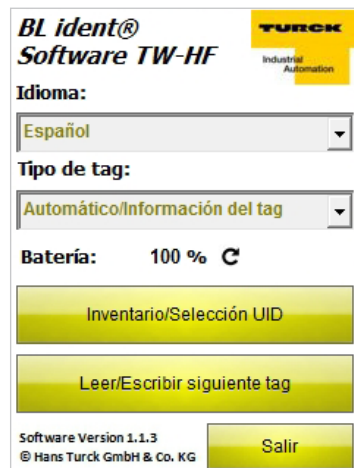 BL ident®
Software TW-HF
TURCK
Industrial
Automation
Idioma:
Español
Tipo de tag:
Automático/Información del tag
Batería: 100 %
Inventario/Selección UID
Leer/Escribir siguiente tag
Software Version 1.1.3
© Hans Turck GmbH & Co. KG
Salir